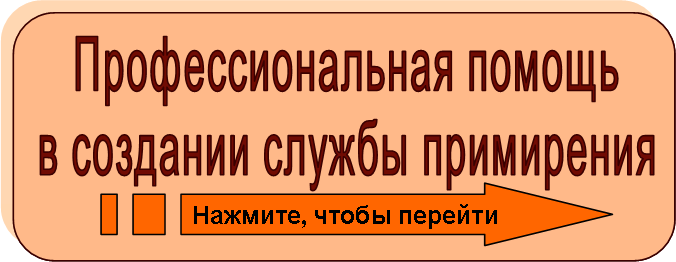 Профессиональная помощь
в создании службы примирения
Нажмите, чтобы перейти